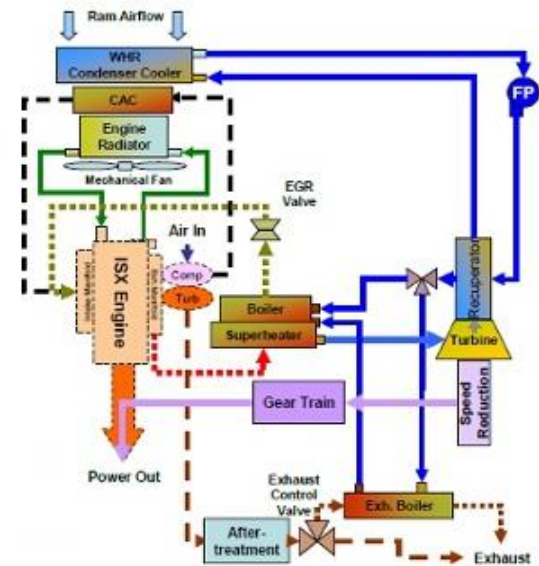 Ram Airflow
WHR
Condenser Cooler
FP
CAC
Engine
Radiator
Mechanical Fan
EGR
Valve
Air In
ISX Engine
Comp
Turb
Boiler
Superheater
Recuperator
Turbine
Gear Train
Speed
Reduction
Power Out
Exhaust
Control
Valve
Exh. Boiler
After-
treatment
Exhaust